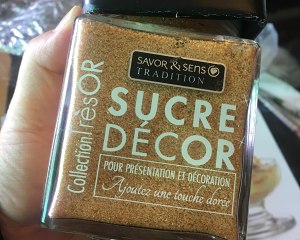 SAVOR & SENS
TRADITION
Collection TrésOR
SUCRE
DÉCOR
POUR PRÉSENTATION ET DÉCORATION
Ajoutez une touche dorée